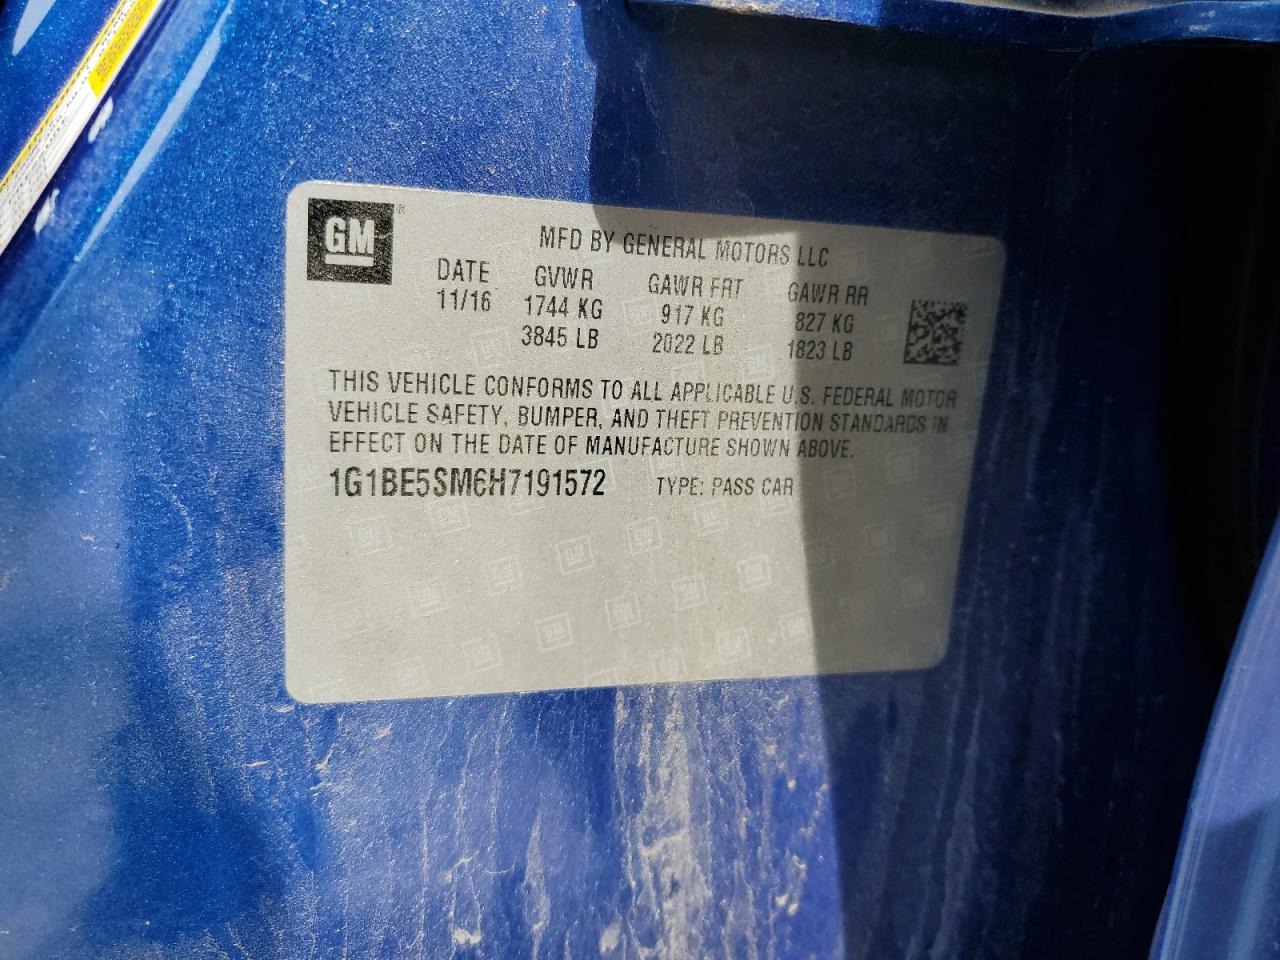 GM
MFD BY GENERAL MOTORS LLC
DATE GVWR GAWR FRT GAWR RR
11/16 1744 KG 917 KG 827 KG
3845 LB 2022 LB 1823 LB
THIS VEHICLE CONFORMS TO ALL APPLICABLE U.S. FEDERAL MOTOR
VEHICLE SAFETY, BUMPER, AND THEFT PREVENTION STANDARDS IN
EFFECT ON THE DATE OF MANUFACTURE SHOWN ABOVE.
1G1BE5SM6H7191572 TYPE: PASS CAR